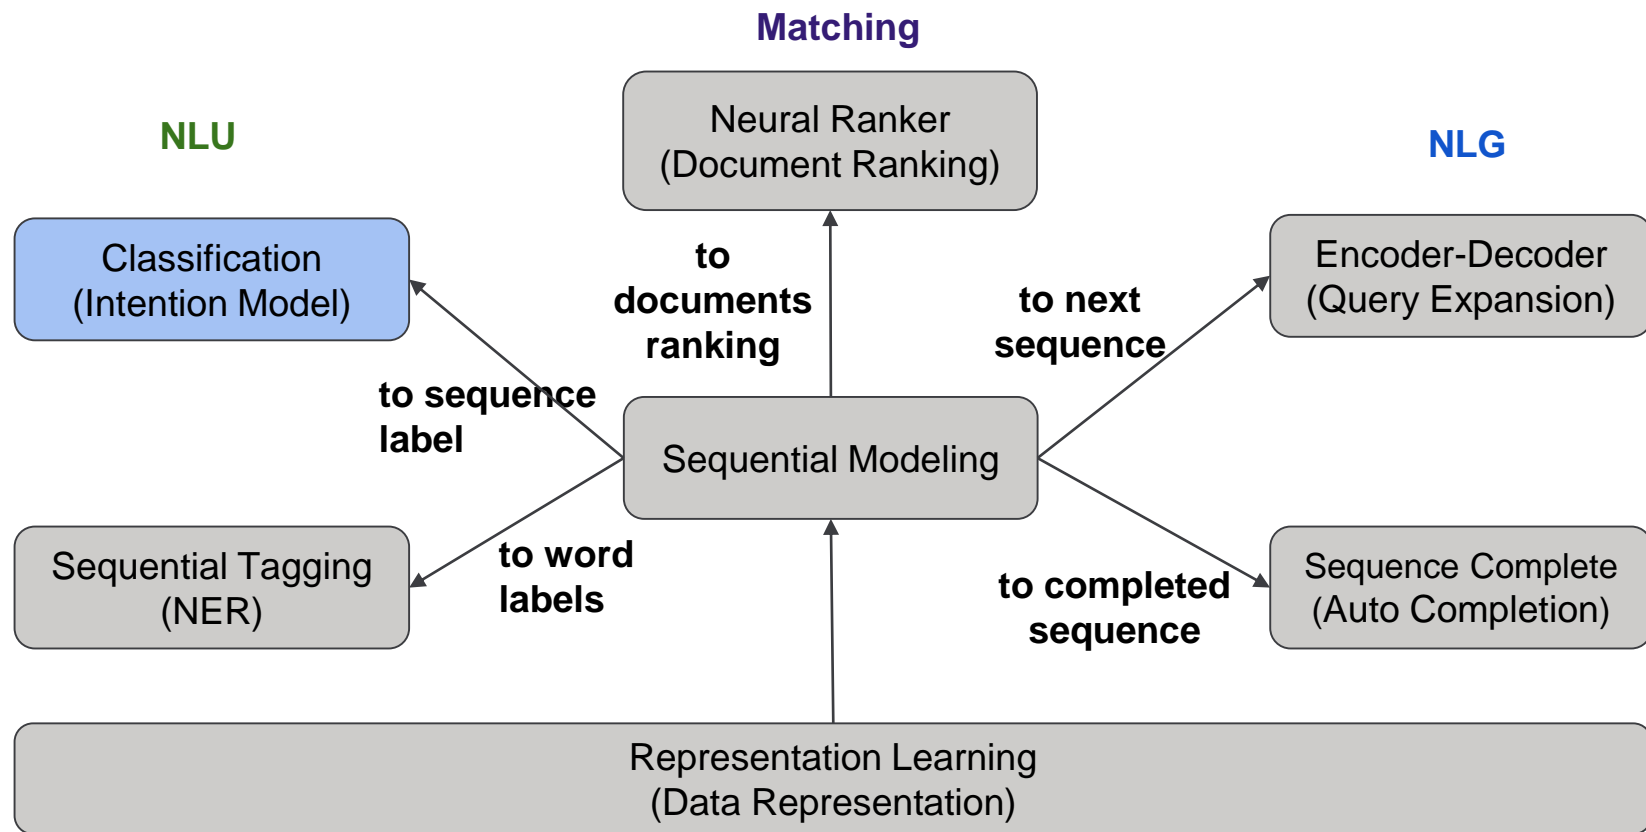 Matching
NLU
Neural Ranker
(Document Ranking)
NLG
Classification
(Intention Model)
to
documents
ranking
to next
sequence
Encoder-Decoder
(Query Expansion)
to sequence
label
Sequential Modeling
Sequential Tagging
(NER)
to word
labels
to completed
sequence
Sequence Complete
(Auto Completion)
Representation Learning
(Data Representation)